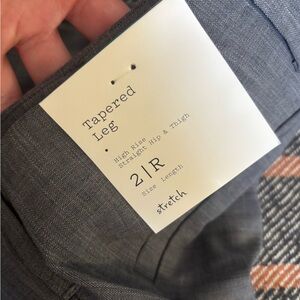 Tapered
Leg
High Rise
Straight Hip & Thigh
2|R
Size Length
stretch